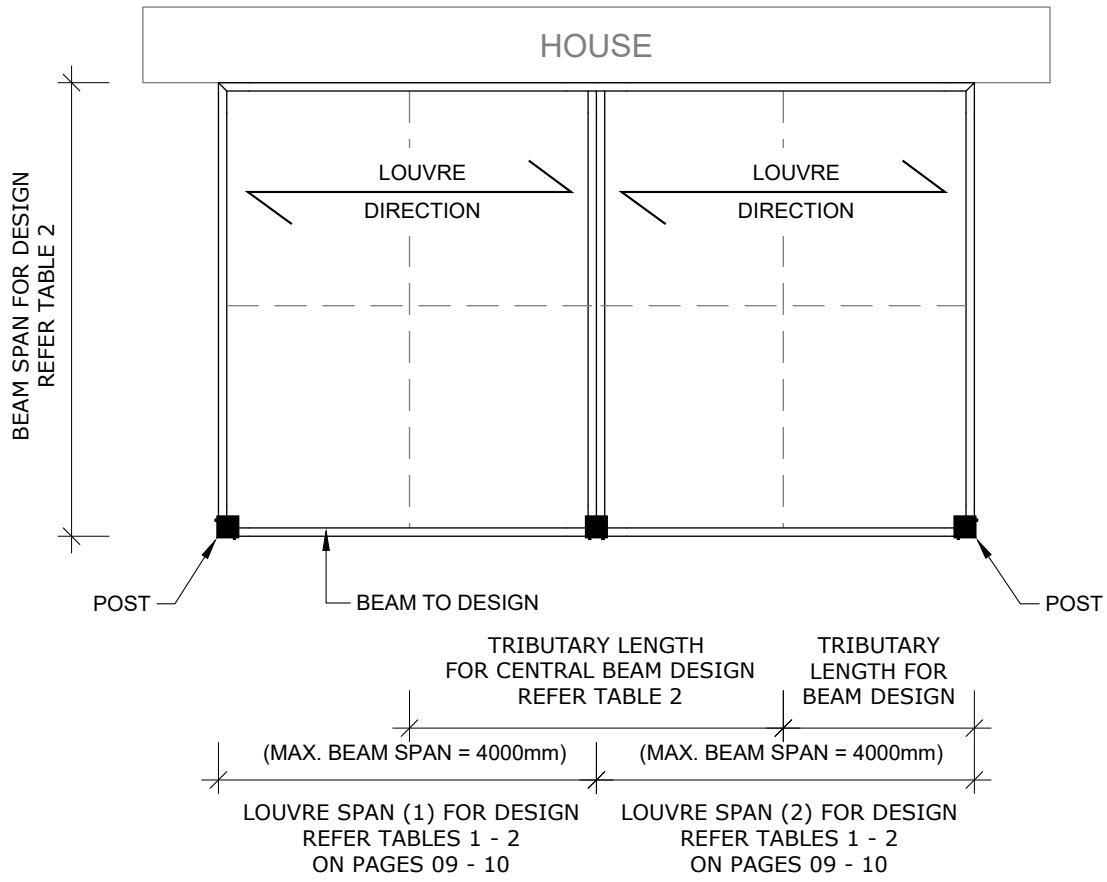 HOUSE
LOUVRE
DIRECTION
LOUVRE
DIRECTION
BEAM SPAN FOR DESIGN
REFER TABLE 2
POST
BEAM TO DESIGN
POST
TRIBUTARY LENGTH
FOR CENTRAL BEAM DESIGN
REFER TABLE 2
TRIBUTARY
LENGTH FOR
BEAM DESIGN
(MAX. BEAM SPAN = 4000mm)
(MAX. BEAM SPAN = 4000mm)
LOUVRE SPAN (1) FOR DESIGN
REFER TABLES 1 - 2
ON PAGES 09 - 10
LOUVRE SPAN (2) FOR DESIGN
REFER TABLES 1 - 2
ON PAGES 09 - 10